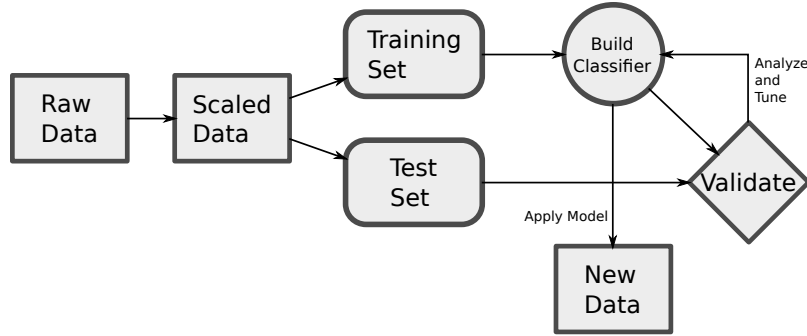 Raw
Data
Scaled
Data
Training
Set
Test
Set
Build
Classifier
Analyze
and
Tune
Validate
Apply Model
New
Data